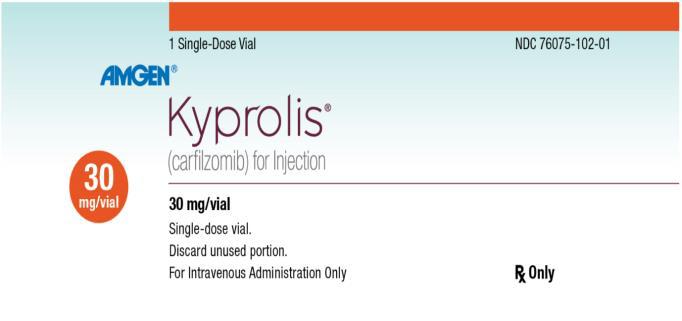 1 Single-Dose Vial NDC 76075-102-01
AMGEN®
Kyprolis®
(carfilzomib) for Injection
30
mg/vial
30 mg/vial
Single-dose vial.
Discard unused portion.
For Intravenous Administration Only ℞ Only